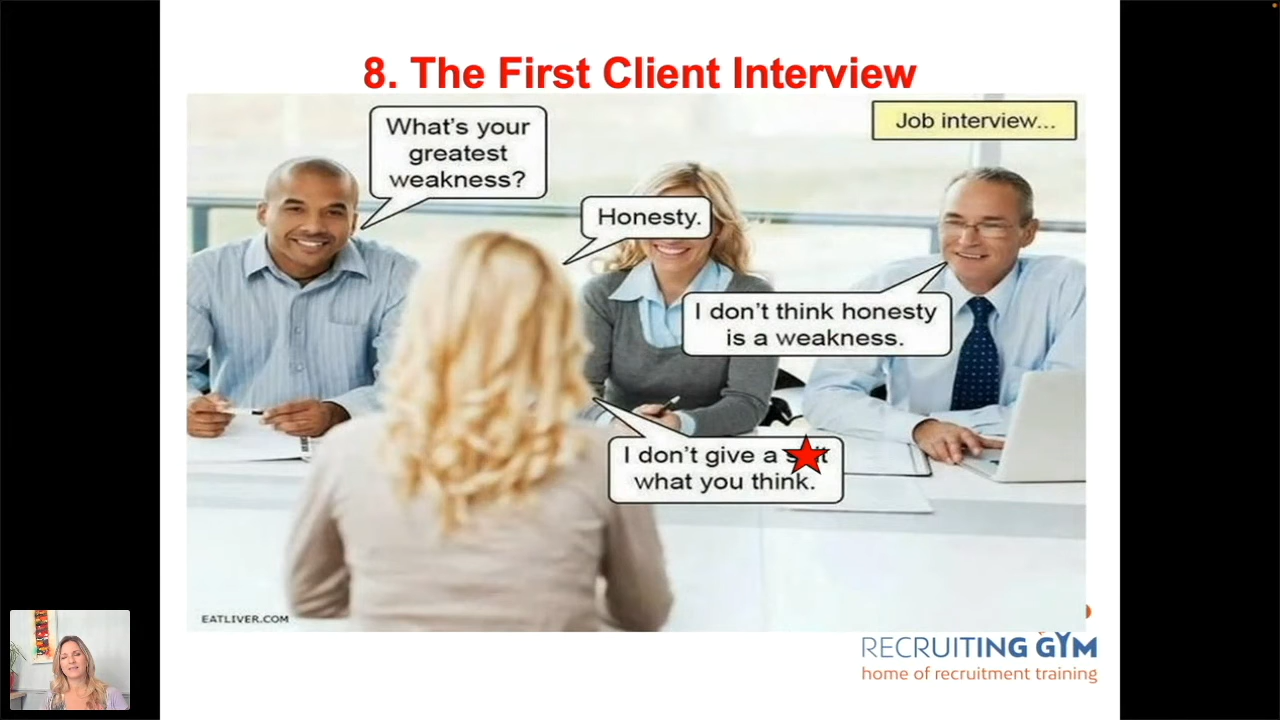 8. The First Client Interview
Job interview...
What's your
greatest
weakness?
Honesty.
I don't think honesty
is a weakness.
I don't give a
what you think.
EATLIVER.COM
RECRUITING GYM
home of recruitment training